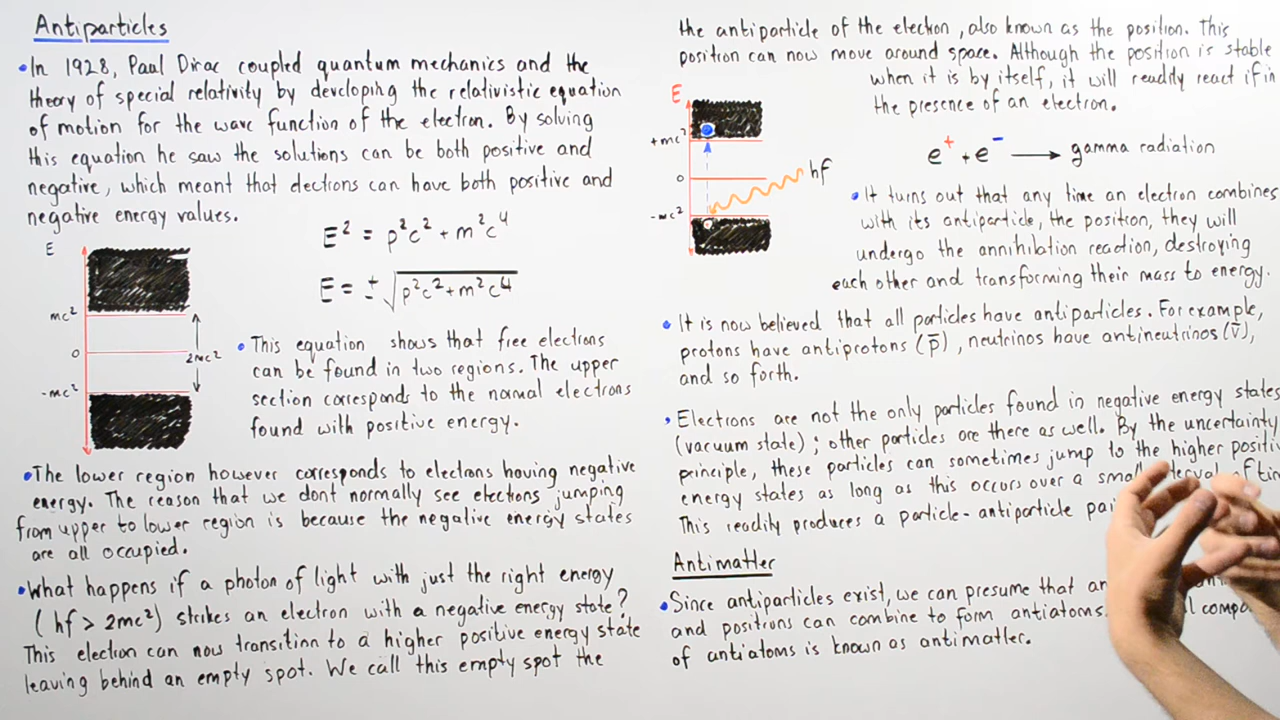 Antiparticles
• In 1928, Paul Dirac coupled quantum mechanics and the
theory of special relativity by developing the relativistic equation
of motion for the wave function of the electron. By solving
this equation he saw the solutions can be both positive and
negative, which meant that electrons can have both positive and
negative energy values.
E² = p²c² + m²c⁴
E = ± √p²c² + m²c⁴
E
mc²
0
-mc²
2mc²
• This equation shows that free electrons
can be found in two regions. The upper
section corresponds to the normal electrons
found with positive energy.
• The lower region however corresponds to electrons having negative
energy. The reason that we dont normally see electrons jumping
from upper to lower region is because the negative energy states
are all occupied.
• What happens if a photon of light with just the right energy
(hf > 2mc²) strikes an electron with a negative energy state?
This electron can now transition to a higher positive energy state
leaving behind an empty spot. We call this empty spot the
the antiparticle of the electron, also known as the positron. This
positron can now move around space. Although the positron is stable
when it is by itself, it will readily react if in
the presence of an electron.
E
+mc²
0
-mc²
hf
e⁺ + e⁻ → gamma radiation
• It turns out that any time an electron combines
with its antiparticle, the positron, they will
undergo the annihilation reaction, destroying
each other and transforming their mass to energy.
• It is now believed that all particles have antiparticles. For example,
protons have antiprotons (p̅), neutrinos have antineutrinos (v̅),
and so forth.
• Electrons are not the only particles found in negative energy states
(vacuum state); other particles are there as well. By the uncertainty
principle, these particles can sometimes jump to the higher
energy states as long as this occurs over a
This readily produces a particle-antiparticle
Antimatter
• Since antiparticles exist, we can presume that
and positrons can combine to form antiatoms.
of antiatoms is known as antimatter.